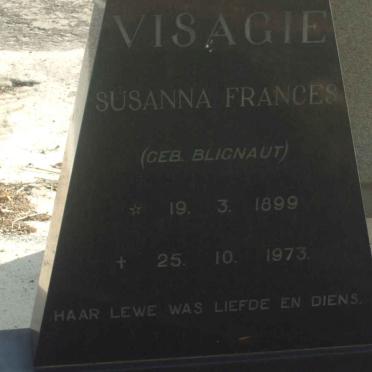 VISAGIE
SUSANNA FRANCES
(GEB. BLIGNAUT)
☆ 19. 3. 1899
† 25. 10. 1973.
HAAR LEWE WAS LIEFDE EN DIENS.